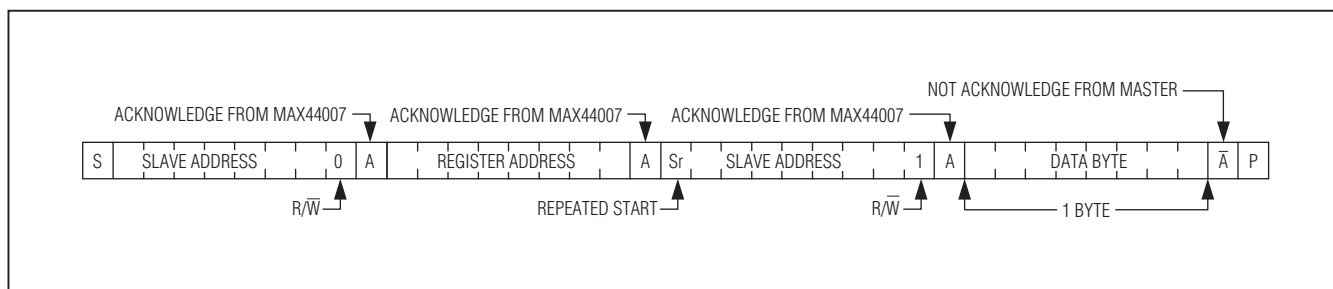 NOT ACKNOWLEDGE FROM MASTER
ACKNOWLEDGE FROM MAX44007 ACKNOWLEDGE FROM MAX44007 ACKNOWLEDGE FROM MAX44007
S SLAVE ADDRESS 0 A REGISTER ADDRESS A Sr SLAVE ADDRESS 1 A DATA BYTE A̅ P
R/W̅ REPEATED START R/W̅ 1 BYTE